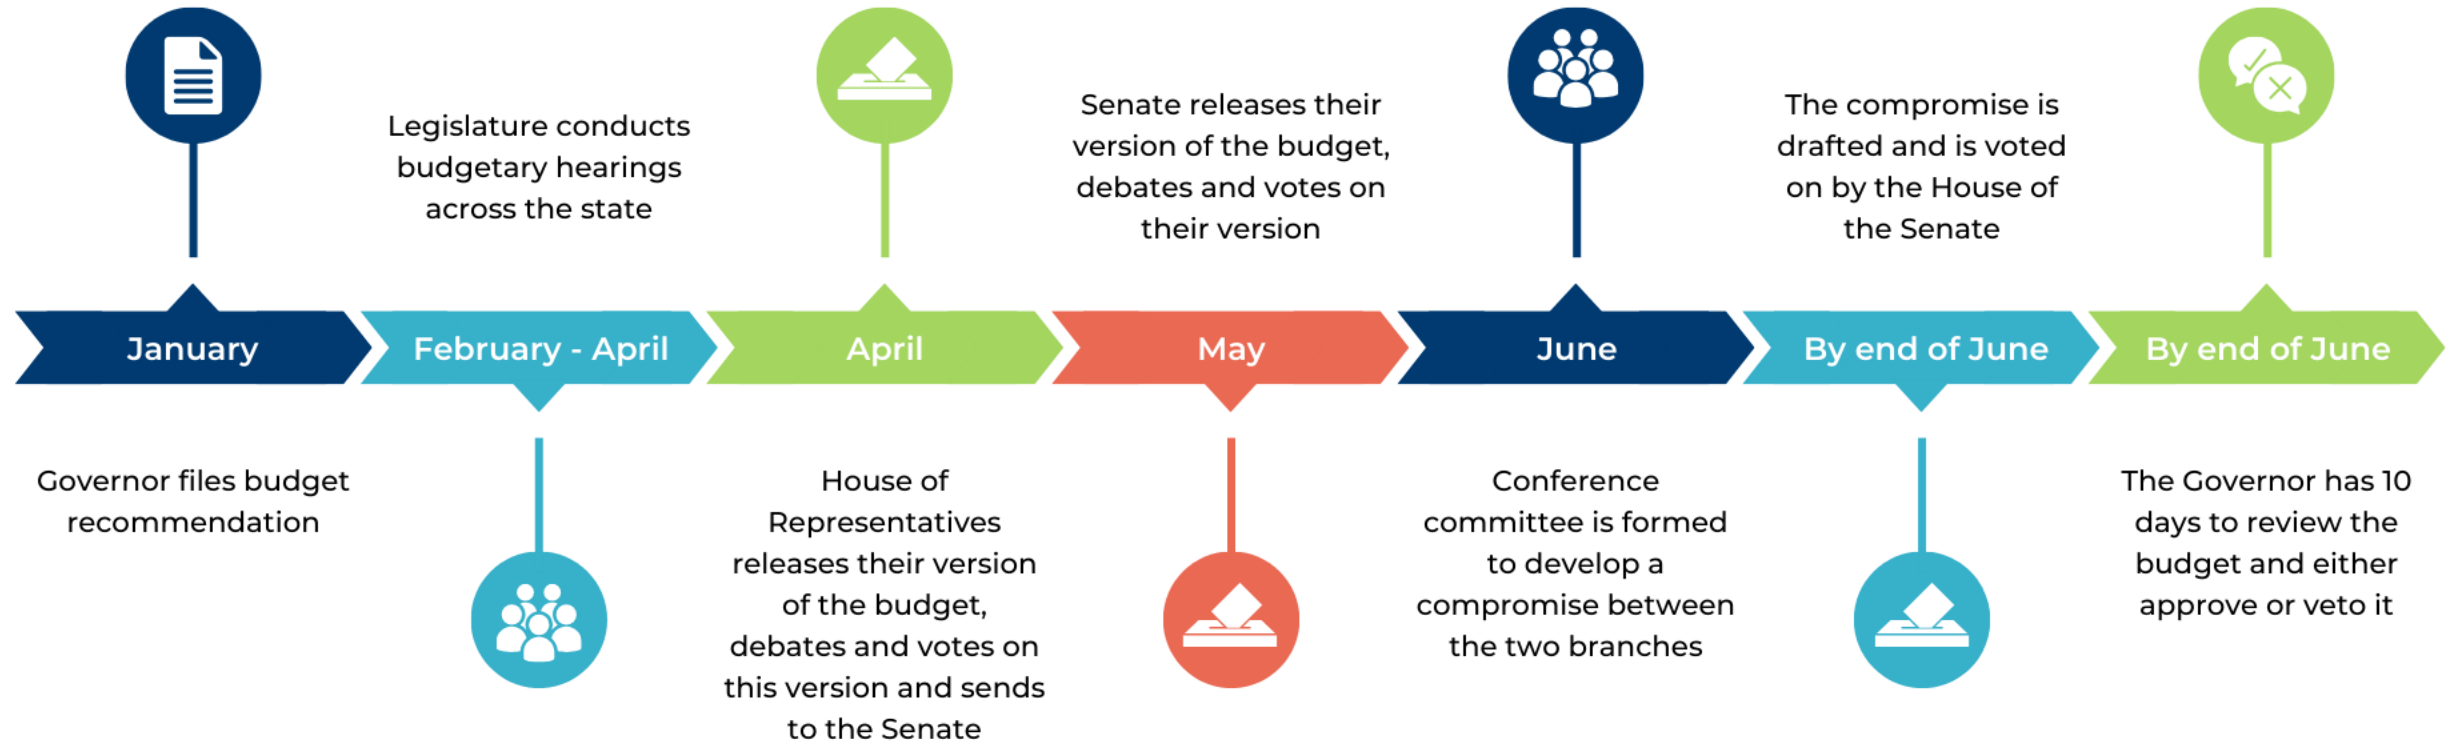 January
Governor files budget
recommendation
Legislature conducts
budgetary hearings
across the state
February - April
April
House of
Representatives
releases their version
of the budget,
debates and votes on
this version and sends
to the Senate
Senate releases their
version of the budget,
debates and votes on
their version
May
June
Conference
committee is formed
to develop a
compromise between
the two branches
The compromise is
drafted and is voted
on by the House of
the Senate
By end of June
By end of June
The Governor has 10
days to review the
budget and either
approve or veto it